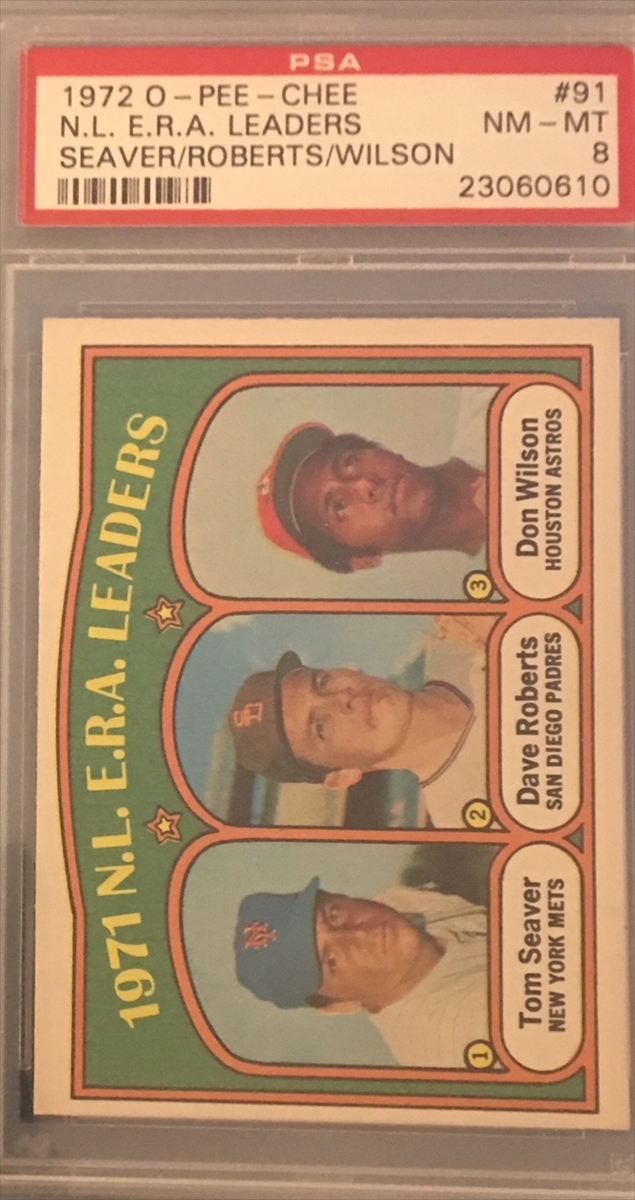 PSA
1972 O-PEE-CHEE #91
N.L. E.R.A. LEADERS NM-MT
SEAVER/ROBERTS/WILSON 8
23060610
1971 N.L. E.R.A. LEADERS
1
Tom Seaver
NEW YORK METS
2
Dave Roberts
SAN DIEGO PADRES
3
Don Wilson
HOUSTON ASTROS